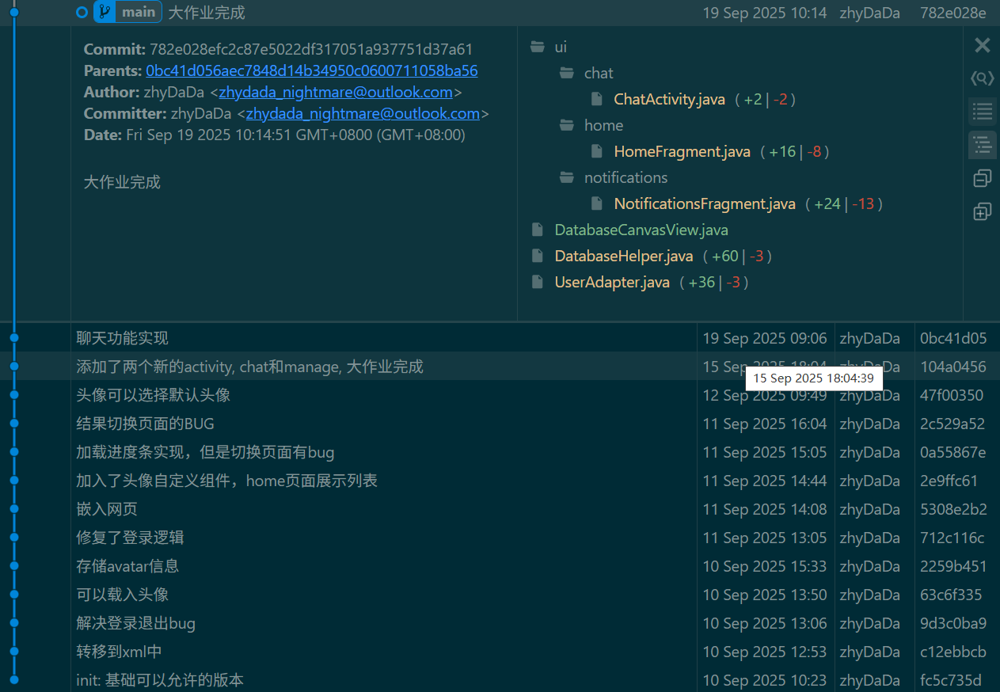 main 大作业完成 19 Sep 2025 10:14 zhyDaDa 782e028e
Commit: 782e028efc2c87e5022df317051a937751d37a61
Parents: 0bc41d056aec7848d14b34950c0600711058ba56
Author: zhyDaDa <zhydada_nightmare@outlook.com>
Committer: zhyDaDa <zhydada_nightmare@outlook.com>
Date: Fri Sep 19 2025 10:14:51 GMT+0800 (GMT+08:00)
大作业完成
ui
chat
ChatActivity.java ( +2 | -2 )
home
HomeFragment.java ( +16 | -8 )
notifications
NotificationsFragment.java ( +24 | -13 )
DatabaseCanvasView.java
DatabaseHelper.java ( +60 | -3 )
UserAdapter.java ( +36 | -3 )
聊天功能实现 19 Sep 2025 09:06 zhyDaDa 0bc41d05
添加了两个新的activity, chat和manage, 大作业完成 15 Sep 2025 18:04 zhyDaDa 104a0456
15 Sep 2025 18:04:39
头像可以选择默认头像 12 Sep 2025 09:49 zhyDaDa 47f00350
结果切换页面的BUG 11 Sep 2025 16:04 zhyDaDa 2c529a52
加载进度条实现，但是切换页面有bug 11 Sep 2025 15:05 zhyDaDa 0a55867e
加入了头像自定义组件，home页面展示列表 11 Sep 2025 14:44 zhyDaDa 2e9ffc61
嵌入网页 11 Sep 2025 14:08 zhyDaDa 5308e2b2
修复了登录逻辑 11 Sep 2025 13:05 zhyDaDa 712c116c
存储avatar信息 10 Sep 2025 15:33 zhyDaDa 2259b451
可以载入头像 10 Sep 2025 13:50 zhyDaDa 63c6f335
解决登录退出bug 10 Sep 2025 13:06 zhyDaDa 9d3c0ba9
转移到xml中 10 Sep 2025 12:53 zhyDaDa c12ebbcb
init: 基础可以允许的版本 10 Sep 2025 10:23 zhyDaDa fc5c735d